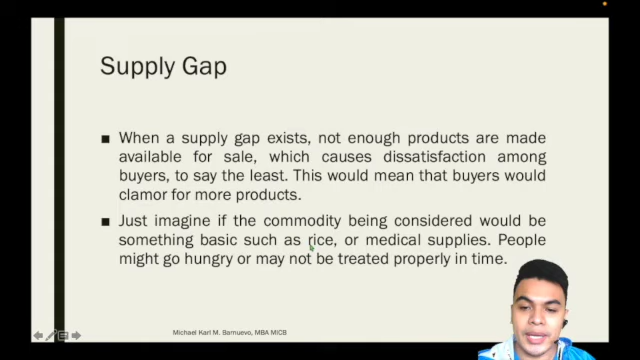 Supply Gap
■ When a supply gap exists, not enough products are made
available for sale, which causes dissatisfaction among
buyers, to say the least. This would mean that buyers would
clamor for more products.
■ Just imagine if the commodity being considered would be
something basic such as rice, or medical supplies. People
might go hungry or may not be treated properly in time.
Michael Karl M. Barnuevo, MBA MICB